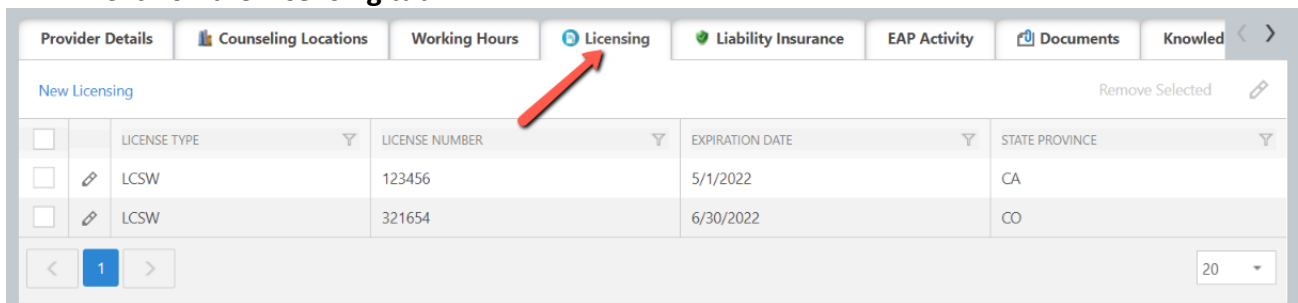 Provider Details Counseling Locations Working Hours Licensing Liability Insurance EAP Activity Documents Knowled
New Licensing Remove Selected
LICENSE TYPE LICENSE NUMBER EXPIRATION DATE STATE PROVINCE
LCSW 123456 5/1/2022 CA
LCSW 321654 6/30/2022 CO
1 20